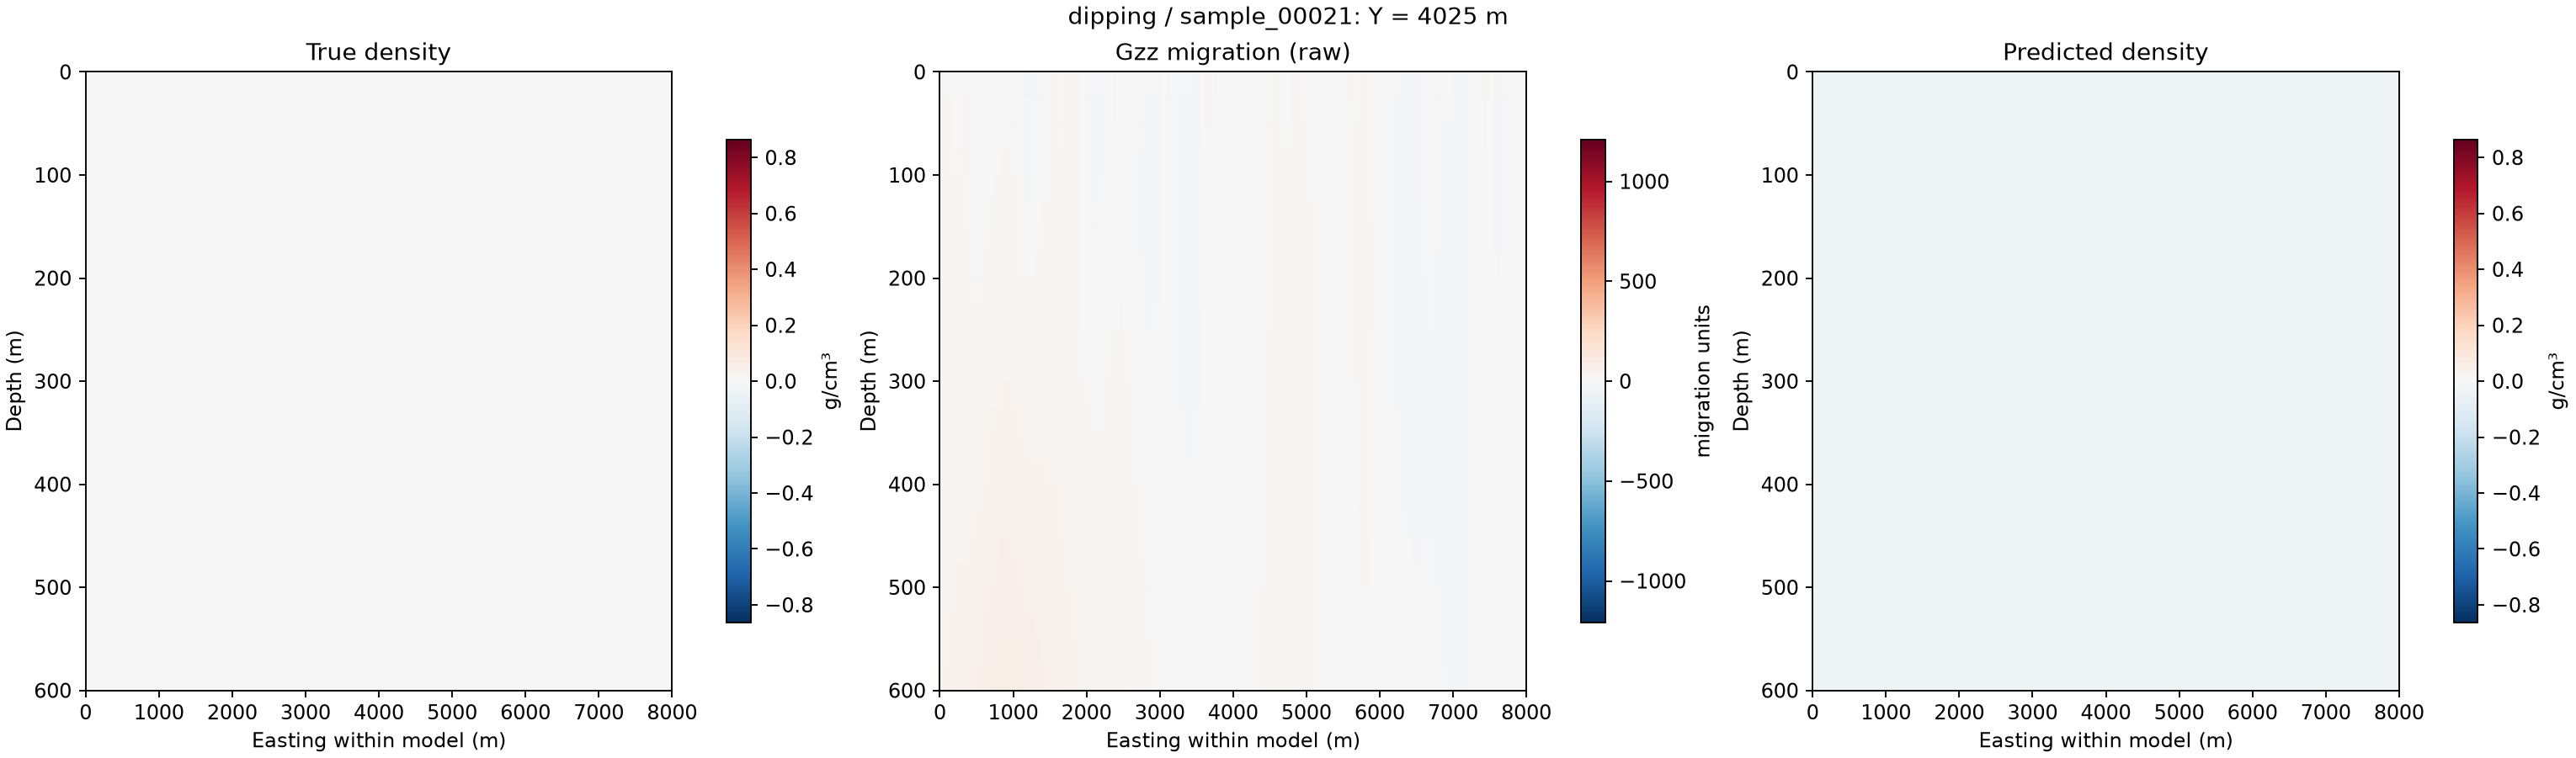 dipping / sample_00021: Y = 4025 m
True density
0
100
200
300
400
500
600
Depth (m)
0 1000 2000 3000 4000 5000 6000 7000 8000
Easting within model (m)
0.8
0.6
0.4
0.2
0.0
−0.2
−0.4
−0.6
−0.8
g/cm³
Gzz migration (raw)
0
100
200
300
400
500
600
Depth (m)
0 1000 2000 3000 4000 5000 6000 7000 8000
Easting within model (m)
1000
500
0
−500
−1000
migration units
Predicted density
0
100
200
300
400
500
600
Depth (m)
0 1000 2000 3000 4000 5000 6000 7000 8000
Easting within model (m)
0.8
0.6
0.4
0.2
0.0
−0.2
−0.4
−0.6
−0.8
g/cm³